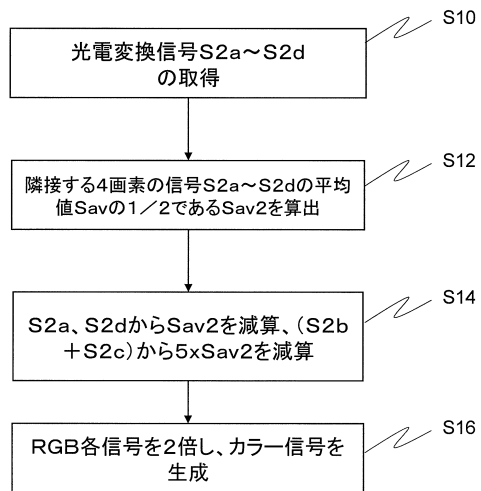 S10
光電変換信号S2a～S2d
の取得
S12
隣接する4画素の信号S2a～S2dの平均
値Savの1／2であるSav2を算出
S14
S2a、S2dからSav2を減算、(S2b
＋S2c)から5xSav2を減算
S16
RGB各信号を2倍し、カラー信号を
生成